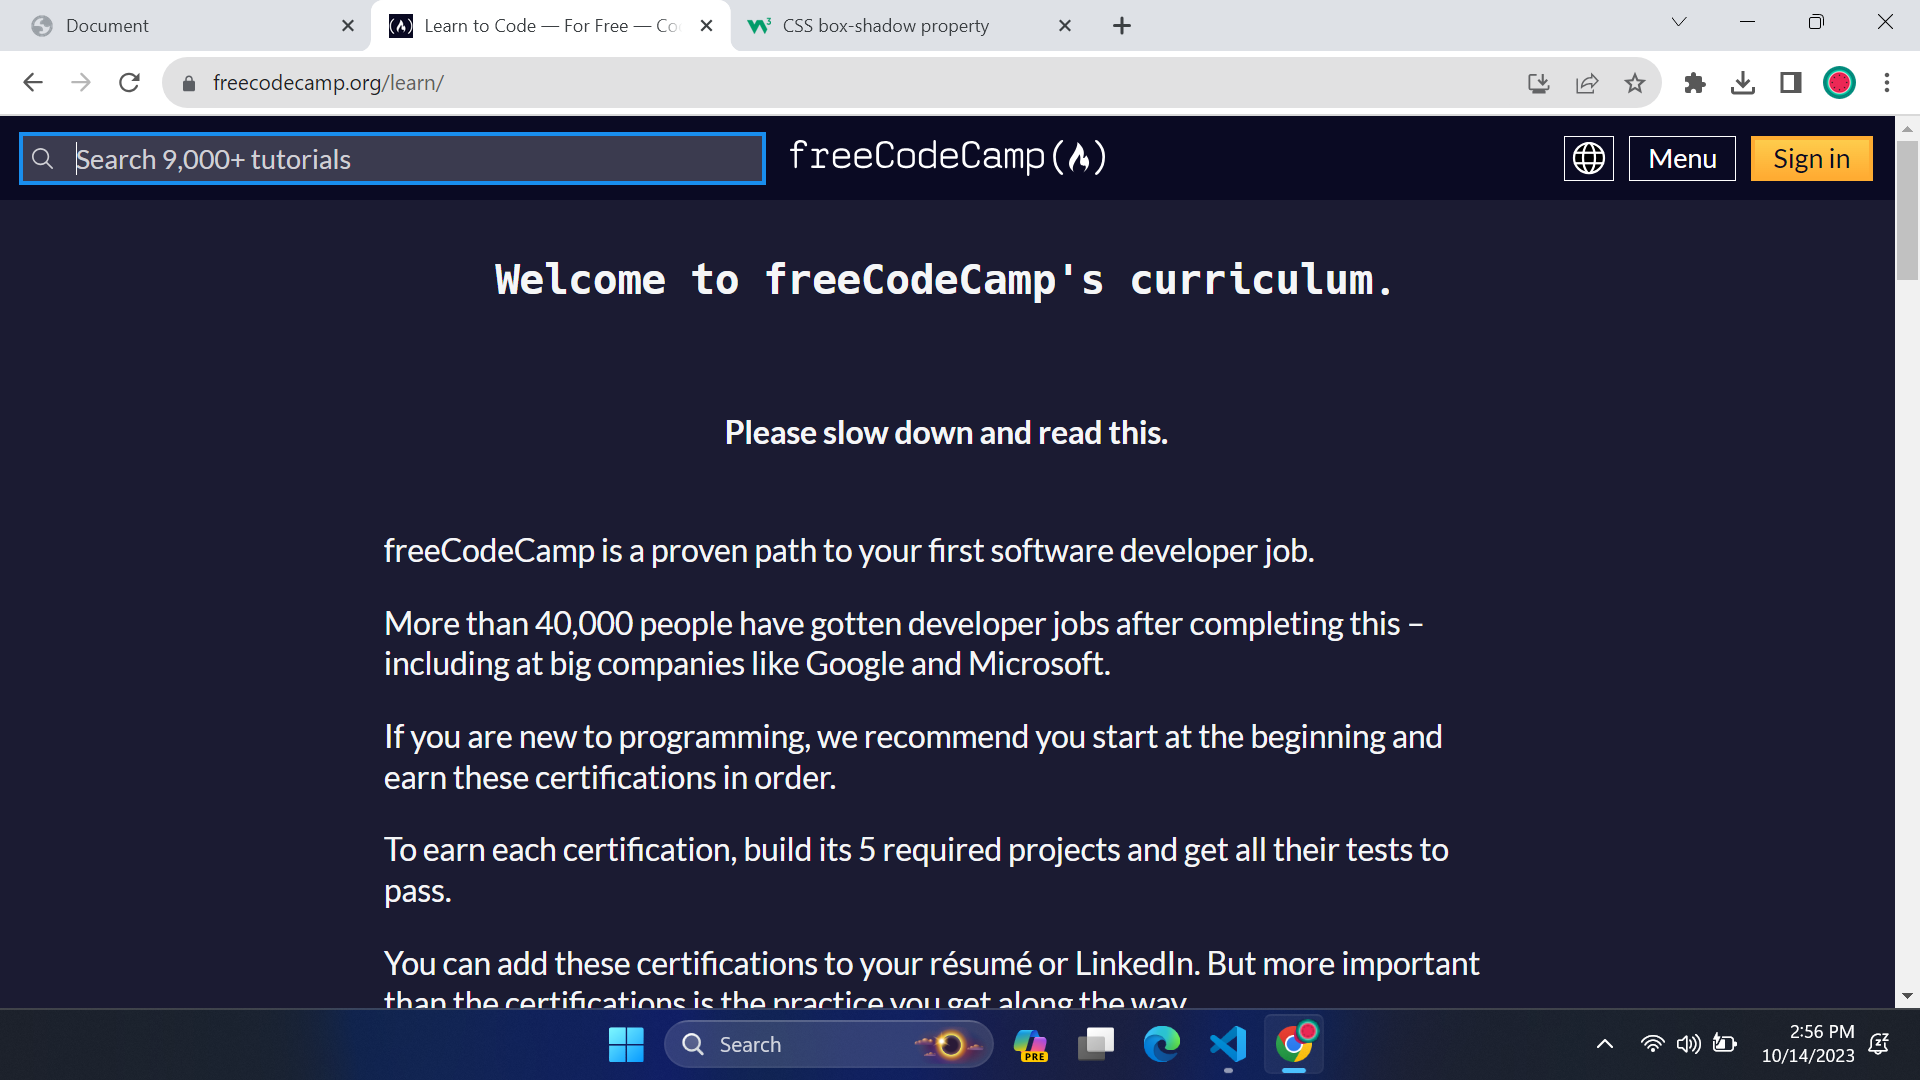 Document
Learn to Code — For Free — Co
CSS box-shadow property
freecodecamp.org/learn/
Search 9,000+ tutorials
freeCodeCamp
Menu
Sign in
Welcome to freeCodeCamp's curriculum.
Please slow down and read this.
freeCodeCamp is a proven path to your first software developer job.
More than 40,000 people have gotten developer jobs after completing this –
including at big companies like Google and Microsoft.
If you are new to programming, we recommend you start at the beginning and
earn these certifications in order.
To earn each certification, build its 5 required projects and get all their tests to
pass.
You can add these certifications to your résumé or LinkedIn. But more important
than the certifications is the practice you get along the way.
Search
PRE
2:56 PM
10/14/2023